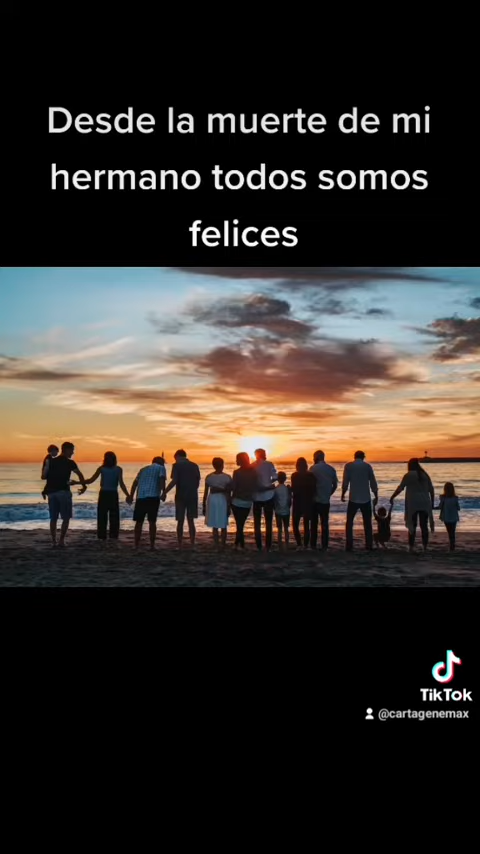 Desde la muerte de mi
hermano todos somos
felices
TikTok
@cartagenemax